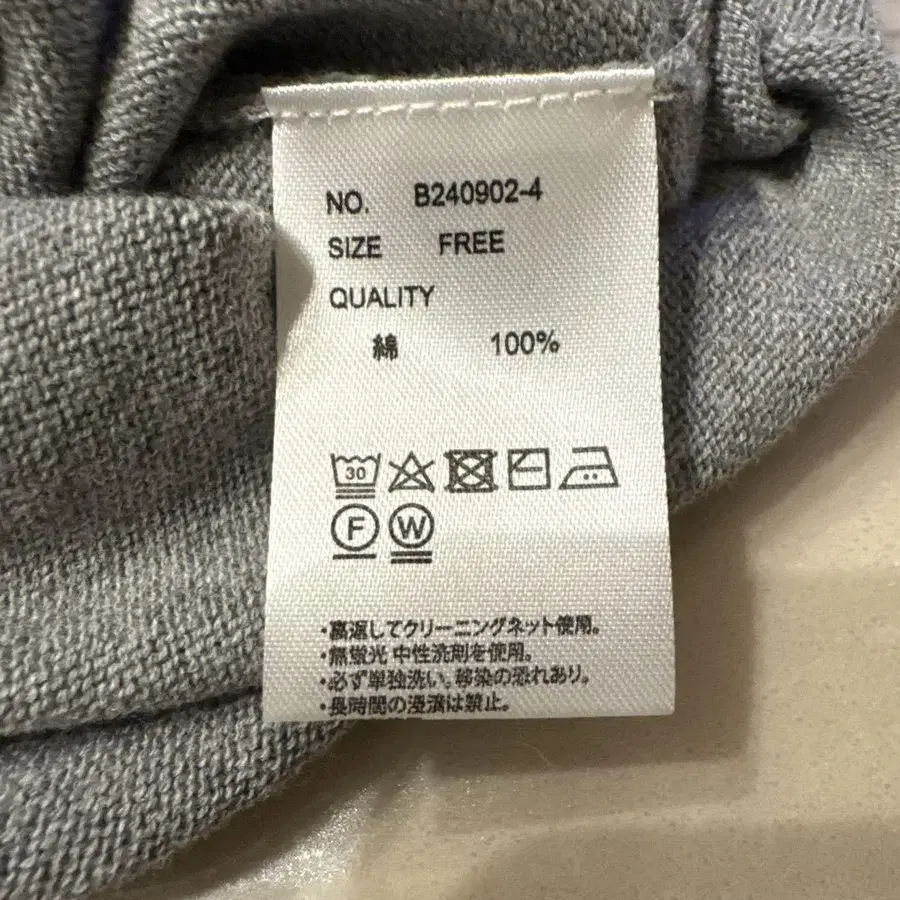 NO. B240902-4
SIZE FREE
QUALITY
綿 100%
30
F W
・裏返してクリーニングネット使用。
・無蛍光 中性洗剤を使用。
・必ず単独洗い。移染の恐れあり。
・長時間の浸漬は禁止。